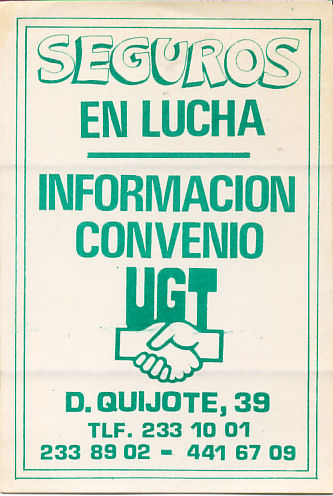 SEGUROS
EN LUCHA
INFORMACION
CONVENIO
UGT
D. QUIJOTE, 39
TLF. 233 10 01
233 89 02 - 441 67 09